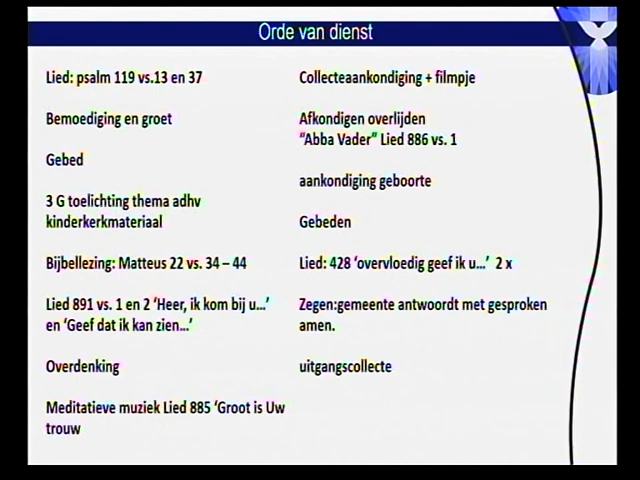 Orde van dienst
Lied: psalm 119 vs.13 en 37
Bemoediging en groet
Gebed
3 G toelichting thema adhv
kinderkerkmateriaal
Bijbellezing: Matteus 22 vs. 34 – 44
Lied 891 vs. 1 en 2 ‘Heer, ik kom bij u...’
en ‘Geef dat ik kan zien...’
Overdenking
Meditatieve muziek Lied 885 ‘Groot is Uw
trouw
Collecteaankondiging + filmpje
Afkondigen overlijden
“Abba Vader” Lied 886 vs. 1
aankondiging geboorte
Gebeden
Lied: 428 ‘overvloedig geef ik u...’ 2 x
Zegen:gemeente antwoordt met gesproken
amen.
uitgangscollecte